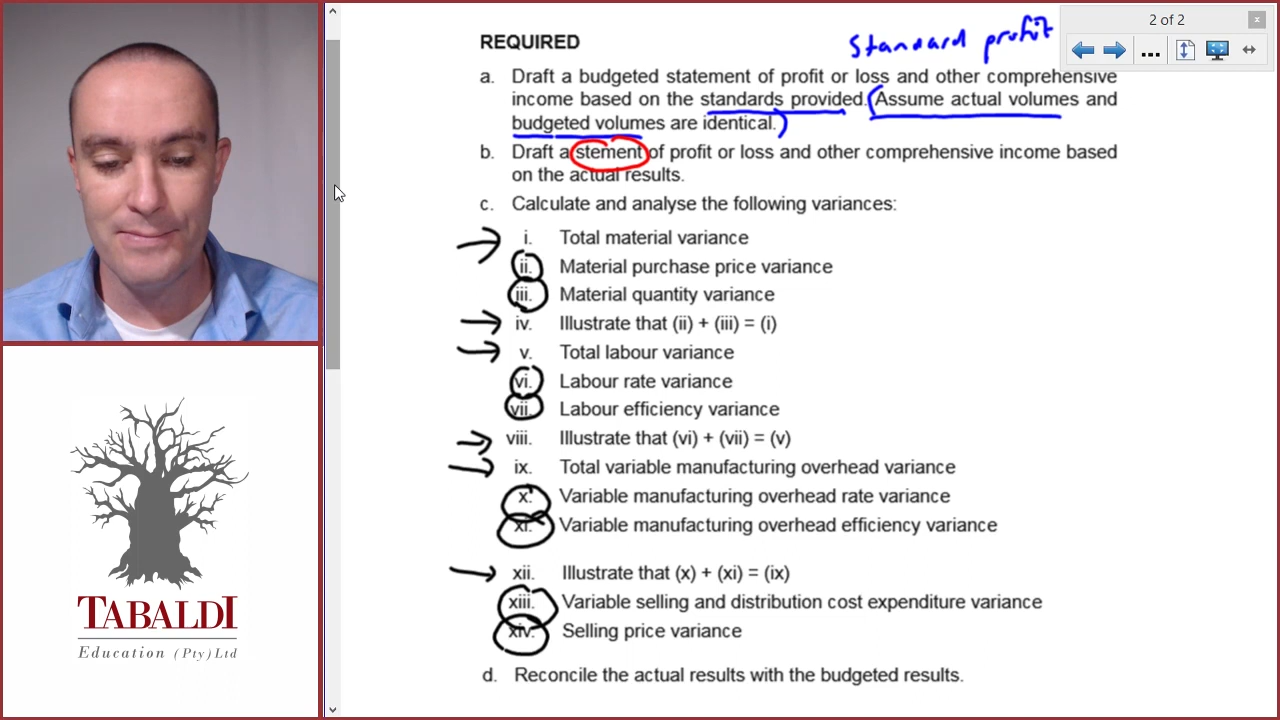 2 of 2
x
...
Standard profit
REQUIRED
a. Draft a budgeted statement of profit or loss and other comprehensive
income based on the standards provided. (Assume actual volumes and
budgeted volumes are identical.)
b. Draft a stement of profit or loss and other comprehensive income based
on the actual results.
c. Calculate and analyse the following variances:
i. Total material variance
ii. Material purchase price variance
iii. Material quantity variance
iv. Illustrate that (ii) + (iii) = (i)
v. Total labour variance
vi. Labour rate variance
vii. Labour efficiency variance
viii. Illustrate that (vi) + (vii) = (v)
ix. Total variable manufacturing overhead variance
x. Variable manufacturing overhead rate variance
xi. Variable manufacturing overhead efficiency variance
xii. Illustrate that (x) + (xi) = (ix)
xiii. Variable selling and distribution cost expenditure variance
xiv. Selling price variance
d. Reconcile the actual results with the budgeted results.
TABALDI
Education (Pty) Ltd